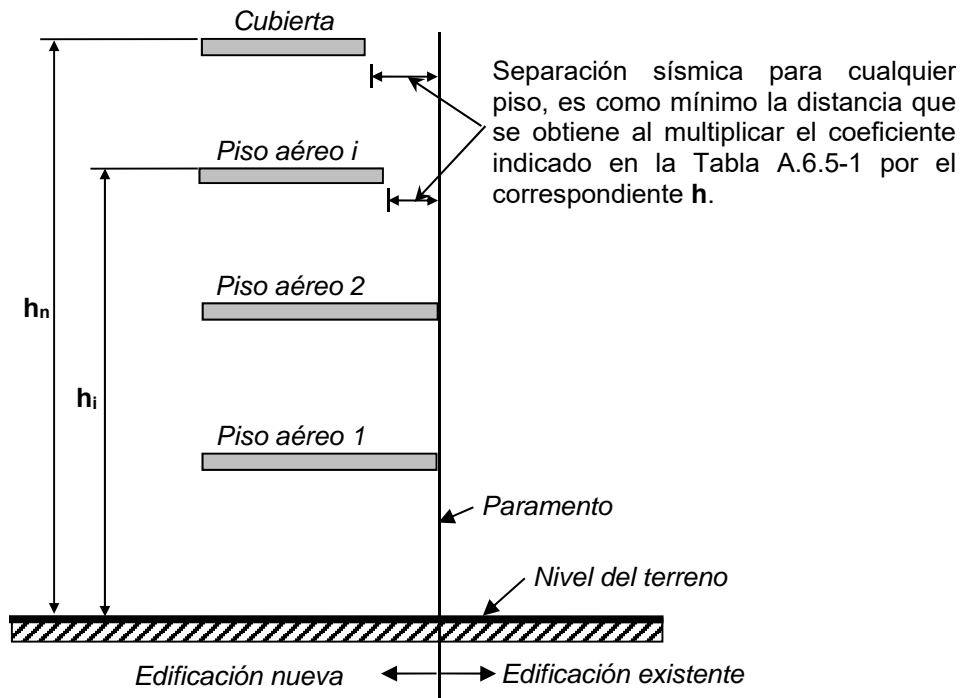 Cubierta
Separación sísmica para cualquier
piso, es como mínimo la distancia que
se obtiene al multiplicar el coeficiente
indicado en la Tabla A.6.5-1 por el
correspondiente h.
Piso aéreo i
Piso aéreo 2
hn
hi
Piso aéreo 1
Paramento
Nivel del terreno
Edificación nueva
Edificación existente